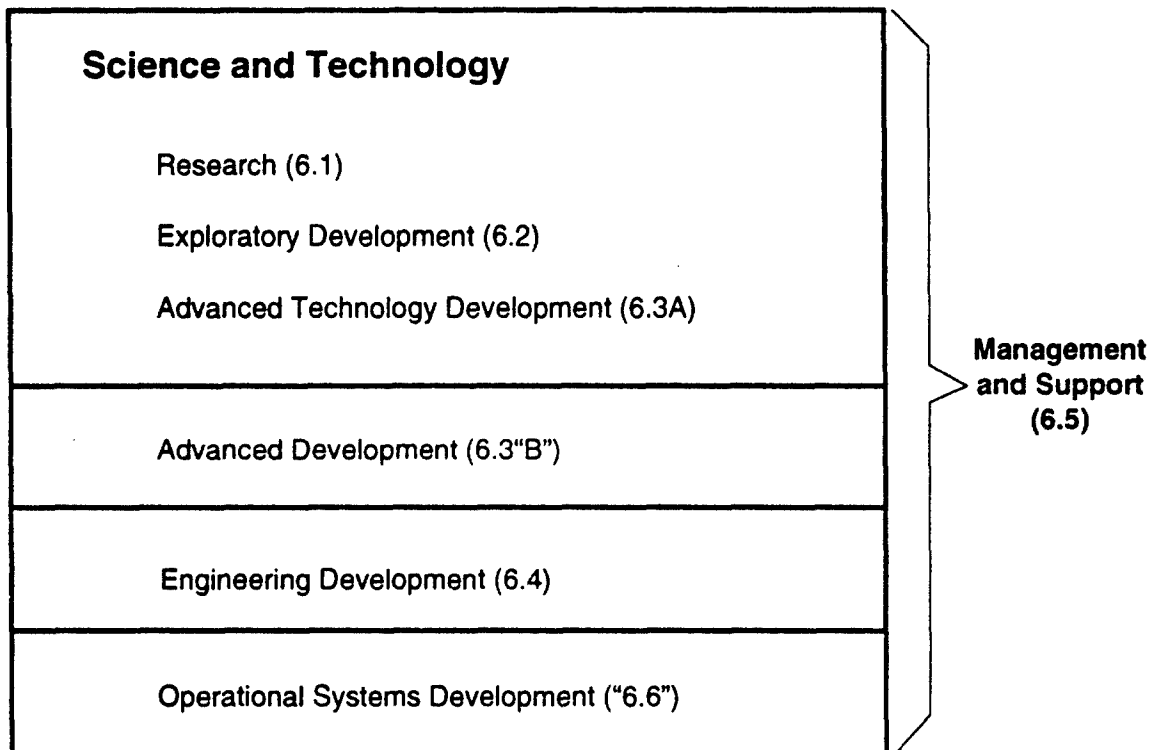 Science and Technology
Research (6.1)
Exploratory Development (6.2)
Advanced Technology Development (6.3A)
Advanced Development (6.3“B”)
Engineering Development (6.4)
Operational Systems Development (“6.6”)
Management
and Support
(6.5)